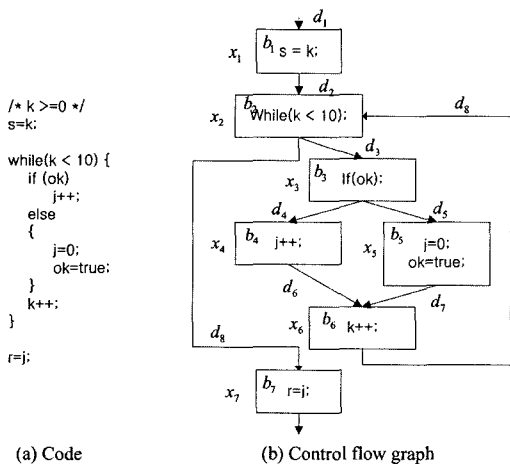 /* k >=0 */
s=k;
while(k < 10) {
if (ok)
j++;
else
{
j=0;
ok=true;
}
k++;
}
r=j;
(a) Code
d1
x1
b1 s = k;
d2
x2
b2 While(k < 10);
d8
d3
x3
b3 If(ok);
d4
d5
x4
b4 j++;
x5
b5 j=0;
ok=true;
d6
d7
x6
b6 k++;
d8
x7
b7 r=j;
(b) Control flow graph